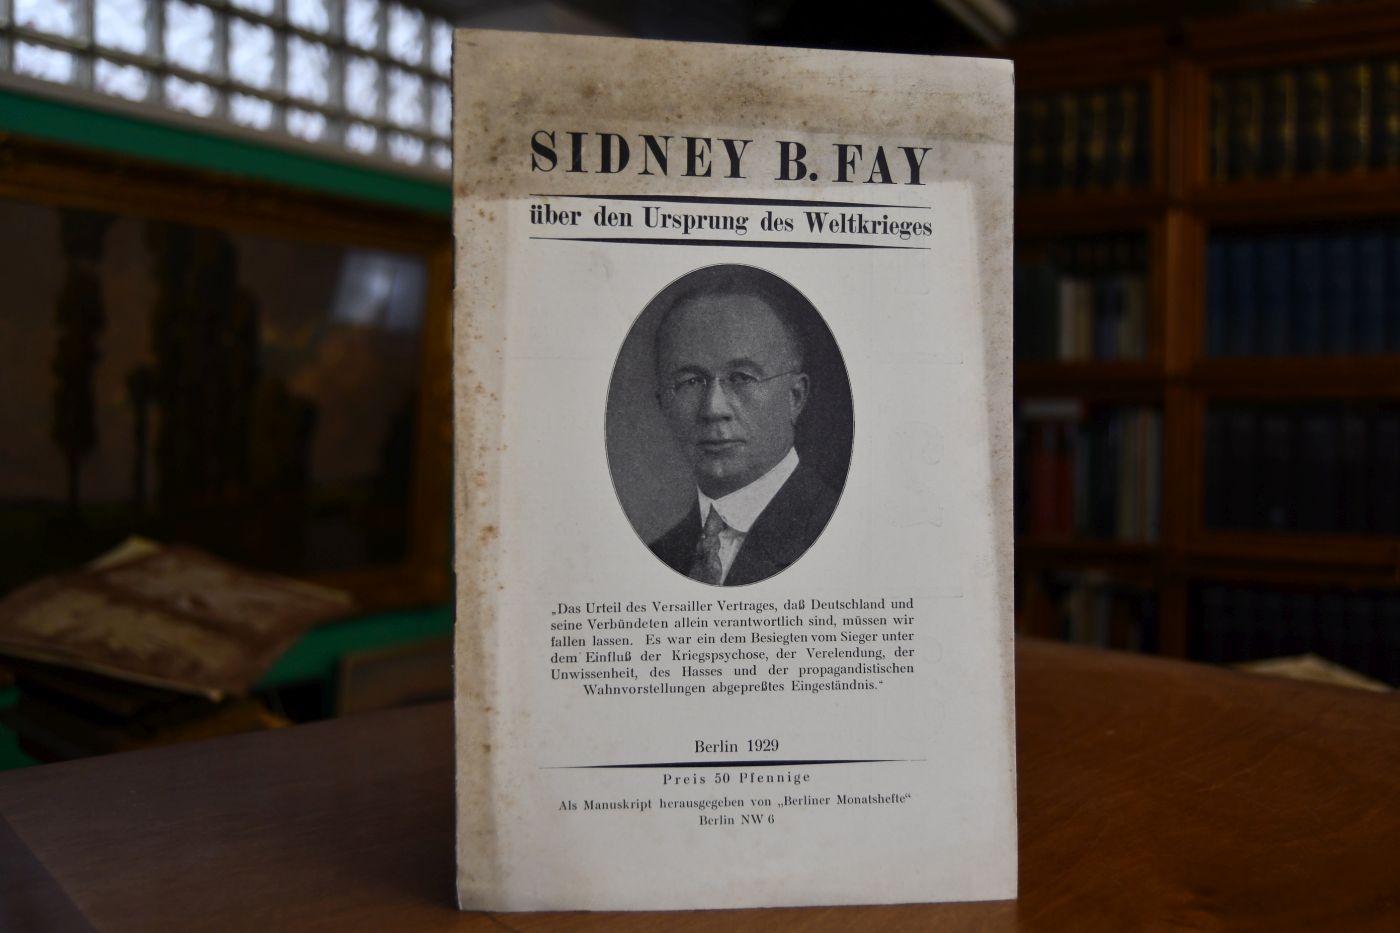 SIDNEY B. FAY
über den Ursprung des Weltkrieges
„Das Urteil des Versailler Vertrages, daß Deutschland und
seine Verbündeten allein verantwortlich sind, müssen wir
fallen lassen. Es war ein dem Besiegten vom Sieger unter
dem Einfluß der Kriegspsychose, der Verelendung, der
Unwissenheit, des Hasses und der propagandistischen
Wahnvorstellungen abgepreßtes Eingeständnis.“
Berlin 1929
Preis 50 Pfennige
Als Manuskript herausgegeben von „Berliner Monatshefte“
Berlin NW 6